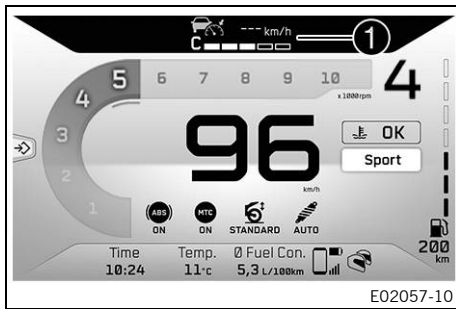 --- km/h
C
1
5 6 7 8 9 10
x 1000rpm
4
4
3
2
1
96
km/h
OK
Sport
ABS
ON
MTC
ON
STANDARD
AUTO
200
km
Time
10:24
Temp.
11°C
Ø Fuel Con.
5,3 L/100km
E02057-10